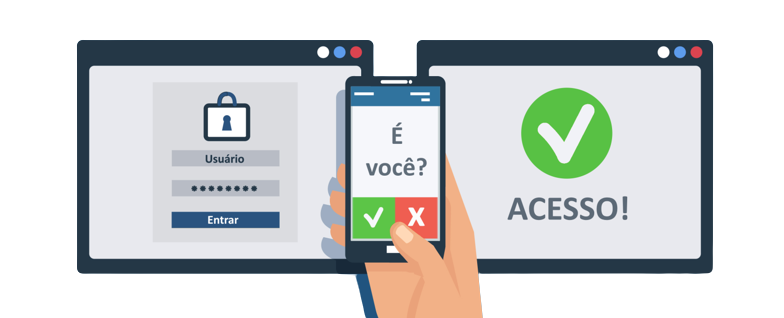 Usuário
Entrar
É
você?
X
ACESSO!